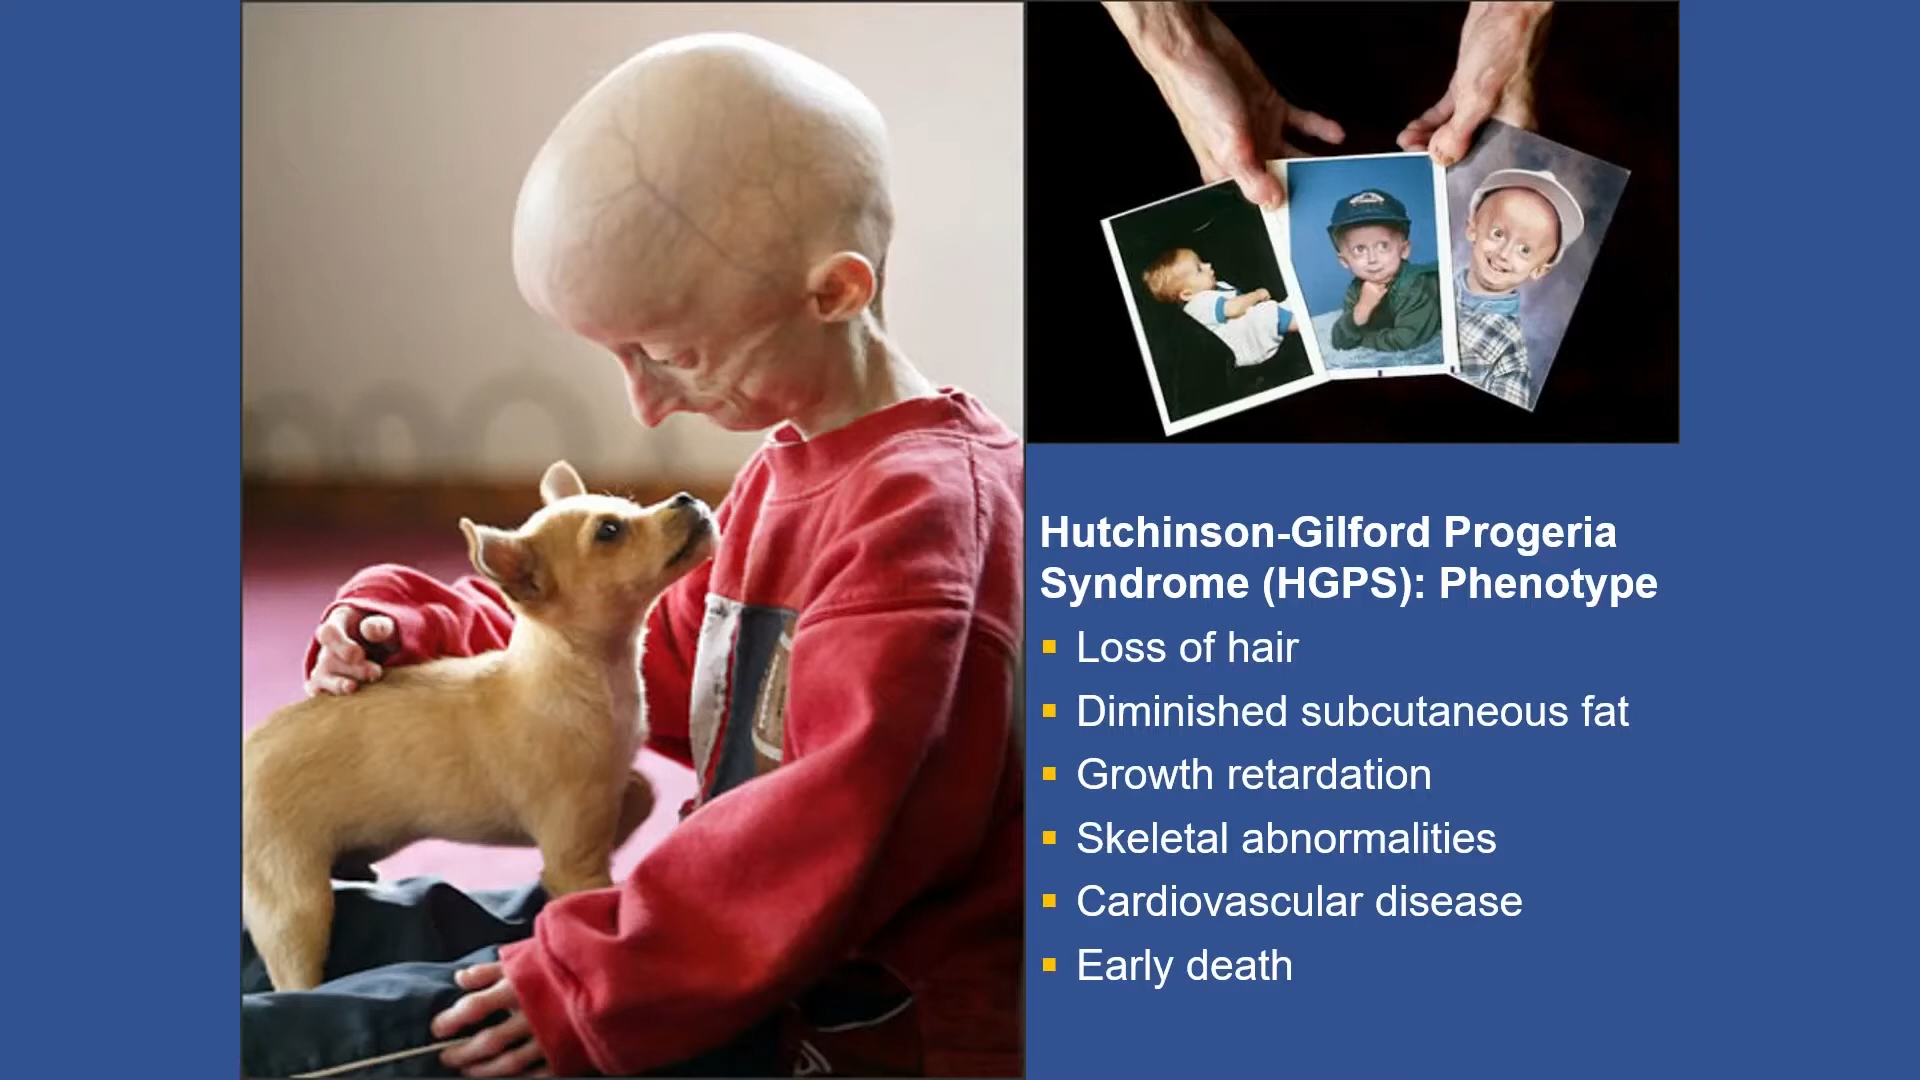 Hutchinson-Gilford Progeria
Syndrome (HGPS): Phenotype
Loss of hair
Diminished subcutaneous fat
Growth retardation
Skeletal abnormalities
Cardiovascular disease
Early death